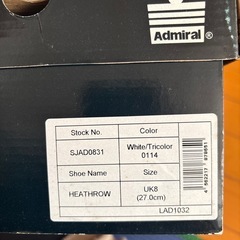 Admiral®
Stock No. Color
SJAD0831 White/Tricolor
0114
Shoe Name Size
HEATHROW UK8
(27.0cm)
LAD1032